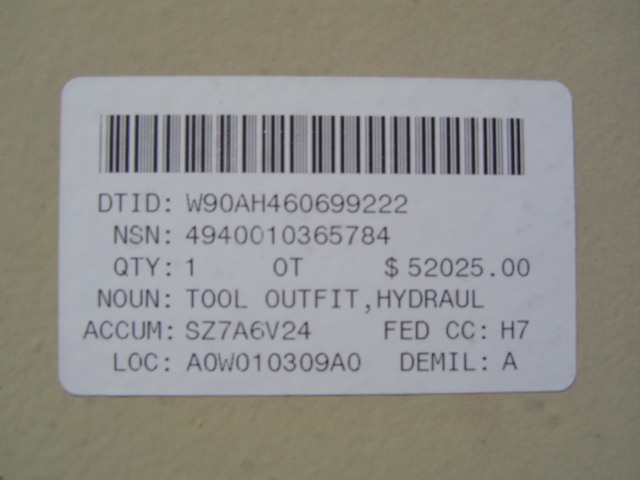 DTID: W90AH460699222
NSN: 4940010365784
QTY: 1 OT $ 52025.00
NOUN: TOOL OUTFIT,HYDRAUL
ACCUM: SZ7A6V24 FED CC: H7
LOC: A0W010309A0 DEMIL: A